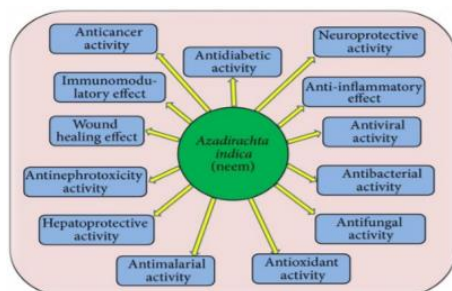 Anticancer
activity
Antidiabetic
activity
Neuroprotective
activity
Immunomodu-
latory effect
Anti-inflammatory
effect
Wound
healing effect
Azadirachta
indica
(neem)
Antiviral
activity
Antinephrotoxicity
activity
Antibacterial
activity
Hepatoprotective
activity
Antifungal
activity
Antimalarial
activity
Antioxidant
activity